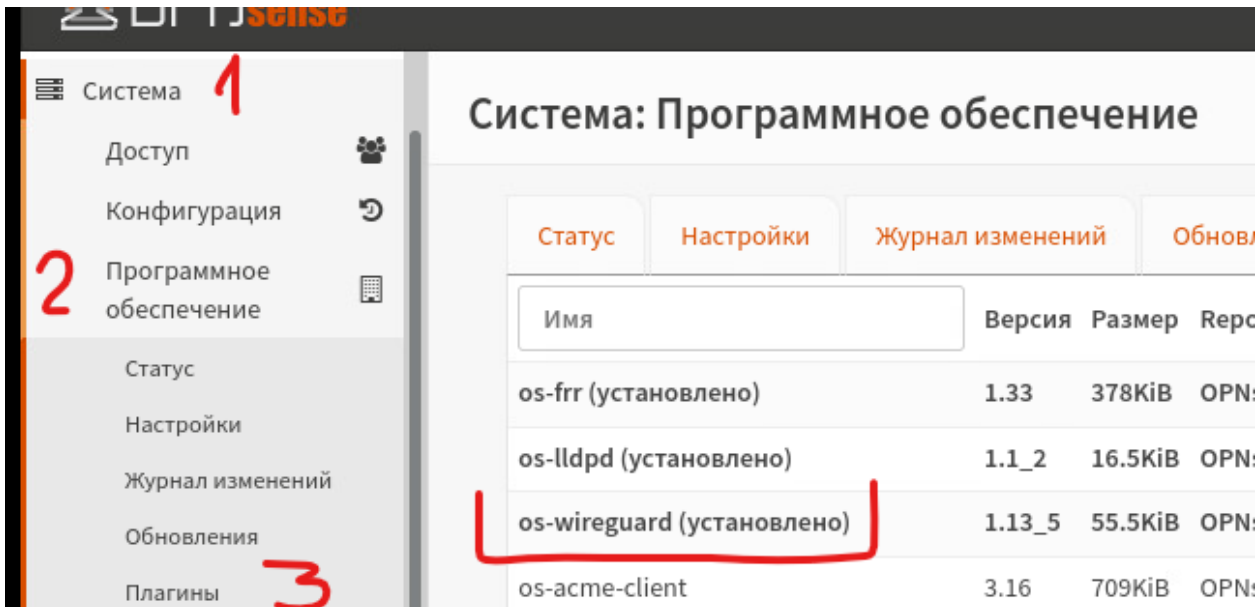 sense
1
Система
Доступ
Конфигурация
2
Программное
обеспечение
Статус
Настройки
Журнал изменений
Обновления
Плагины
3
Система: Программное обеспечение
Статус Настройки Журнал изменений
Имя Версия Размер
os-frr (установлено) 1.33 378KiB
os-lldpd (установлено) 1.1_2 16.5KiB
os-wireguard (установлено) 1.13_5 55.5KiB
os-acme-client 3.16 709KiB